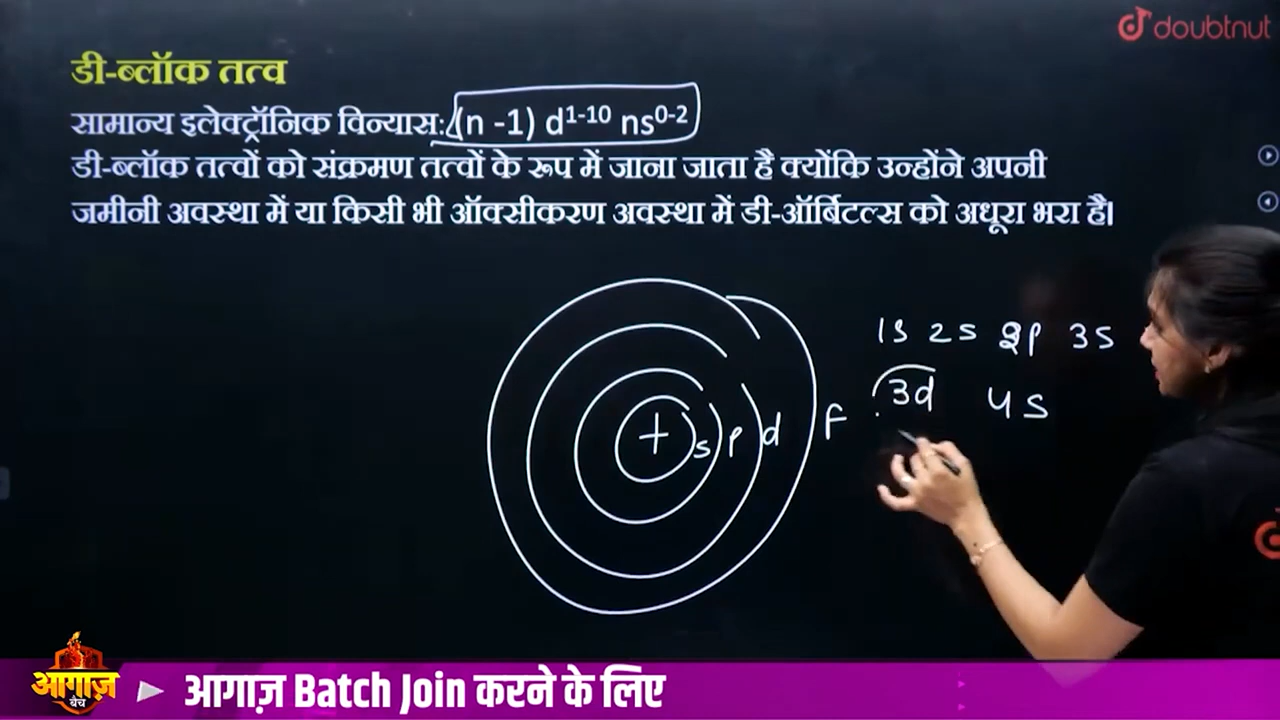 doubtnut
डी-ब्लॉक तत्व
सामान्य इलेक्ट्रॉनिक विन्यास: (n -1) d¹⁻¹⁰ ns⁰⁻²
डी-ब्लॉक तत्वों को संक्रमण तत्वों के रूप में जाना जाता है क्योंकि उन्होंने अपनी
जमीनी अवस्था में या किसी भी ऑक्सीकरण अवस्था में डी-ऑर्बिटल्स को अधूरा भरा है।
1s 2s 2p 3s
3d 4s
+ s p d f
आगाज़
बैच
आगाज़ Batch Join करने के लिए